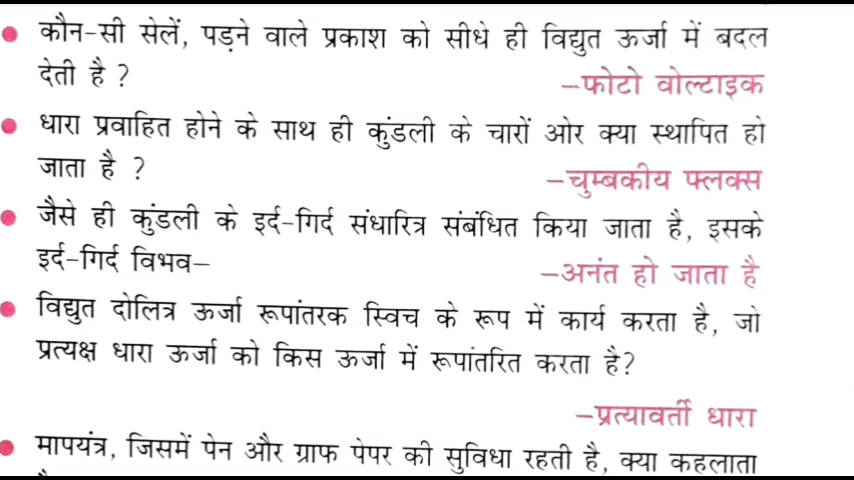 • कौन-सी सेलें, पड़ने वाले प्रकाश को सीधे ही विद्युत ऊर्जा में बदल
देती है ? –फोटो वोल्टाइक
• धारा प्रवाहित होने के साथ ही कुंडली के चारों ओर क्या स्थापित हो
जाता है ? –चुम्बकीय फ्लक्स
• जैसे ही कुंडली के इर्द-गिर्द संधारित्र संबंधित किया जाता है, इसके
इर्द-गिर्द विभव– –अनंत हो जाता है
• विद्युत दोलित्र ऊर्जा रूपांतरक स्विच के रूप में कार्य करता है, जो
प्रत्यक्ष धारा ऊर्जा को किस ऊर्जा में रूपांतरित करता है?
–प्रत्यावर्ती धारा
• मापयंत्र, जिसमें पेन और ग्राफ पेपर की सुविधा रहती है, क्या कहलाता